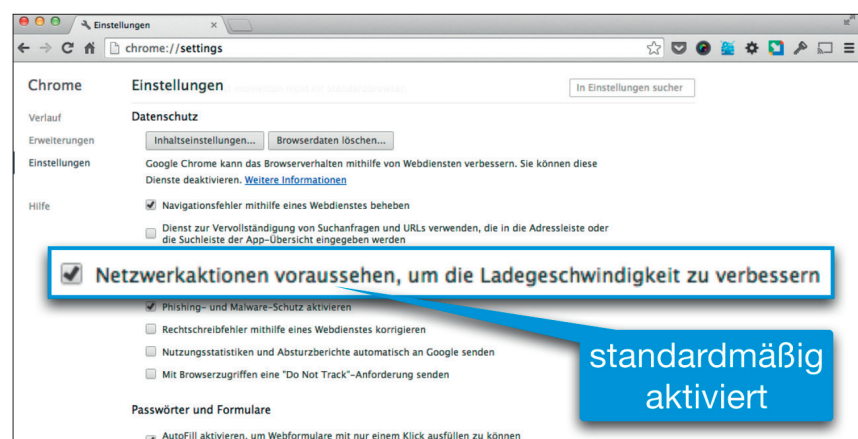 Einstellungen
chrome://settings
Chrome
Einstellungen
In Einstellungen sucher
Verlauf
Datenschutz
Erweiterungen
Inhaltseinstellungen... Browserdaten löschen...
Einstellungen
Google Chrome kann das Browserverhalten mithilfe von Webdiensten verbessern. Sie können diese
Dienste deaktivieren. Weitere Informationen
Hilfe
Navigationsfehler mithilfe eines Webdienstes beheben
Dienst zur Vervollständigung von Suchanfragen und URLs verwenden, die in die Adressleiste oder
die Suchleiste der App-Übersicht eingegeben werden
Netzwerkaktionen voraussehen, um die Ladegeschwindigkeit zu verbessern
Phishing- und Malware-Schutz aktivieren
Rechtschreibfehler mithilfe eines Webdienstes korrigieren
Nutzungsstatistiken und Absturzberichte automatisch an Google senden
Mit Browserzugriffen eine "Do Not Track"-Anforderung senden
standardmäßig
aktiviert
Passwörter und Formulare
AutoFill aktivieren, um Webformulare mit nur einem Klick ausfüllen zu können